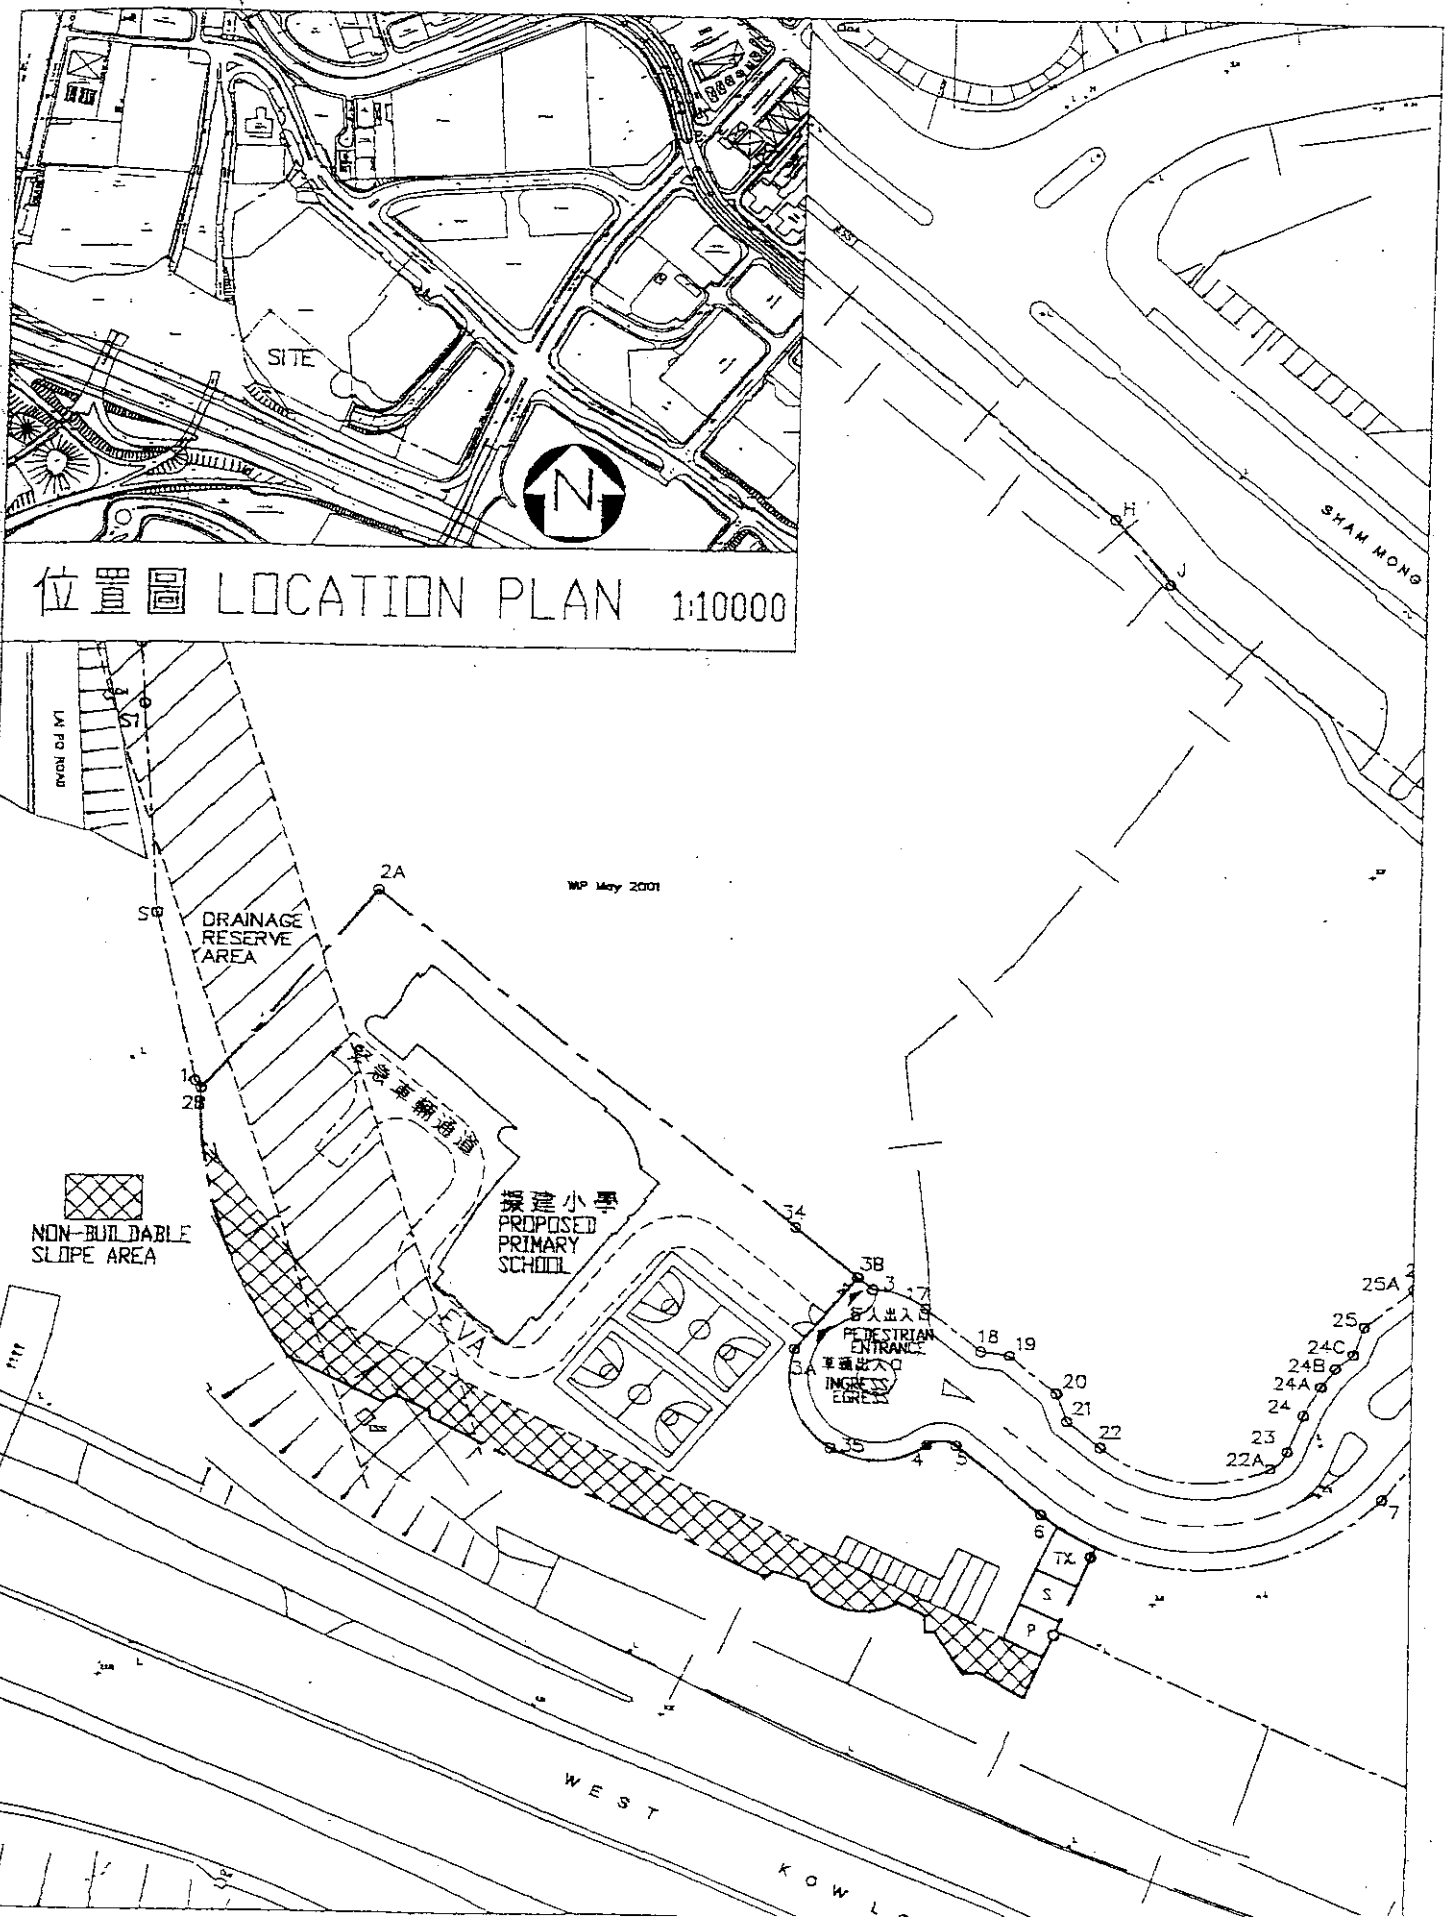 SITE
N
位置圖 LOCATION PLAN 1:10000
H
J
SHAM MONG
LAI PO ROAD
S1
2A
WP May 2001
S
DRAINAGE
RESERVE
AREA
1
2B
緊急車輛通道
NON-BUILDABLE
SLOPE AREA
擬建小學
PROPOSED
PRIMARY
SCHOOL
EVA
34
3B
3
17
行人出入口
PEDESTRIAN
ENTRANCE
3A
車輛出入口
INGRESS/
EGRESS
18
19
20
21
22
22A
23
24
24A
24B
24C
25
25A
2
35
4
5
6
7
TX
S
P
WEST
KOWLO